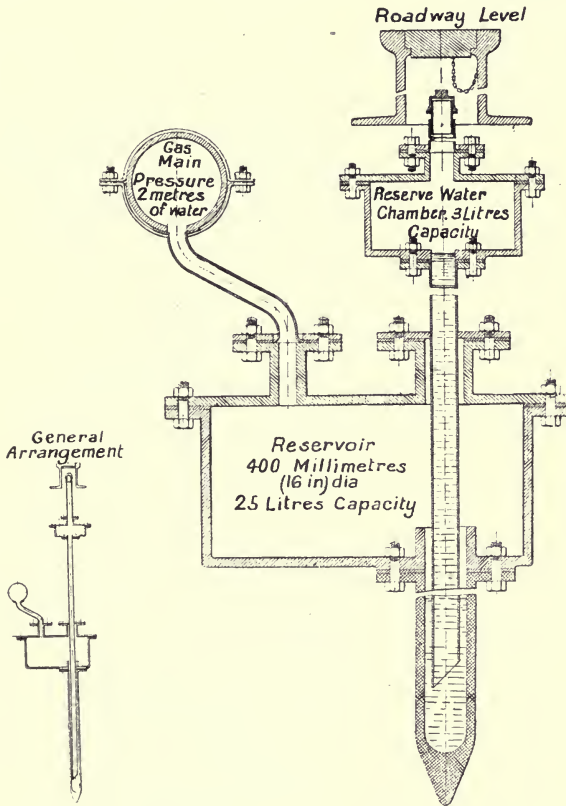 Roadway Level
Gas
Main
Pressure
2 metres
of water
Reserve Water
Chamber. 3 Litres
Capacity
Reservoir
400 Millimetres
(16 in) dia
25 Litres Capacity
General
Arrangement